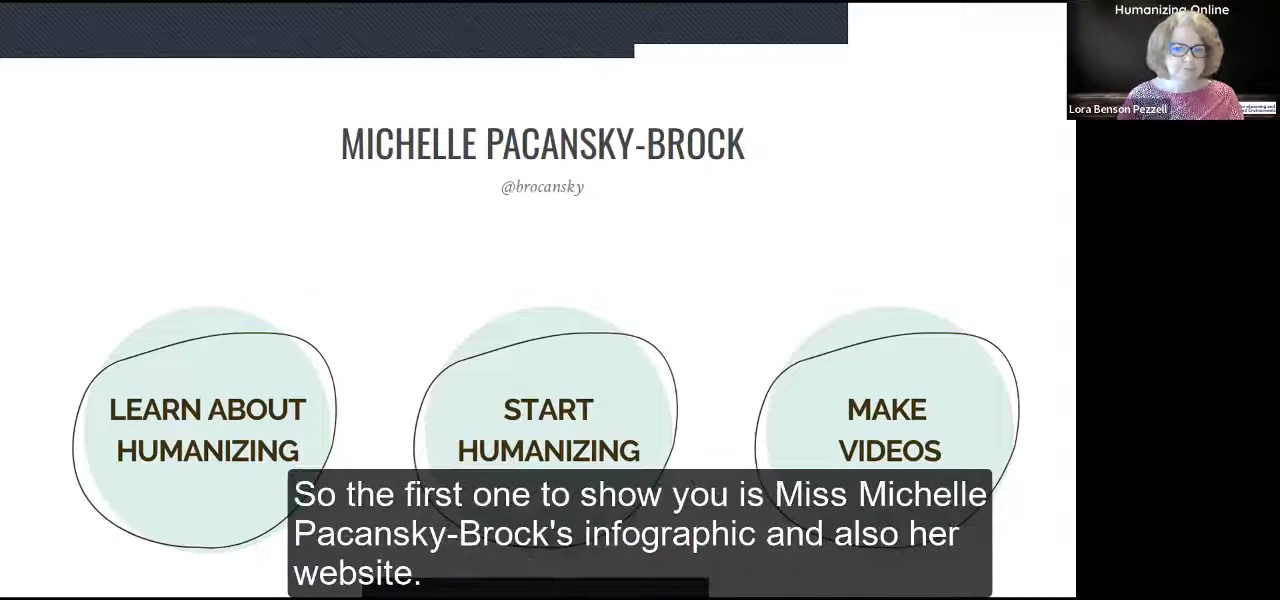 Humanizing Online
Lora Benson Pezzell
MICHELLE PACANSKY-BROCK
@brocansky
LEARN ABOUT
HUMANIZING
START
HUMANIZING
MAKE
VIDEOS
So the first one to show you is Miss Michelle
Pacansky-Brock's infographic and also her
website.